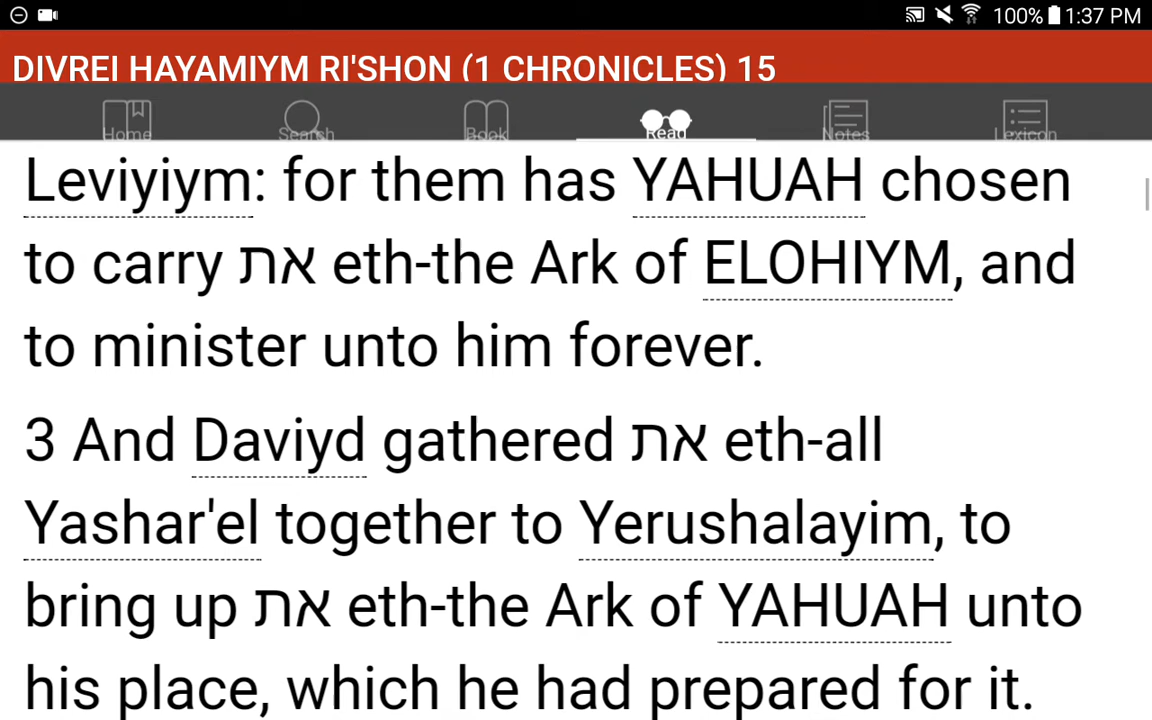 100% 1:37 PM
DIVREI HAYAMIYM RI'SHON (1 CHRONICLES) 15
Home Search Book Read Notes Lexicon
Leviyiym: for them has YAHUAH chosen
to carry את eth-the Ark of ELOHIYM, and
to minister unto him forever.
3 And Daviyd gathered את eth-all
Yashar'el together to Yerushalayim, to
bring up את eth-the Ark of YAHUAH unto
his place, which he had prepared for it.